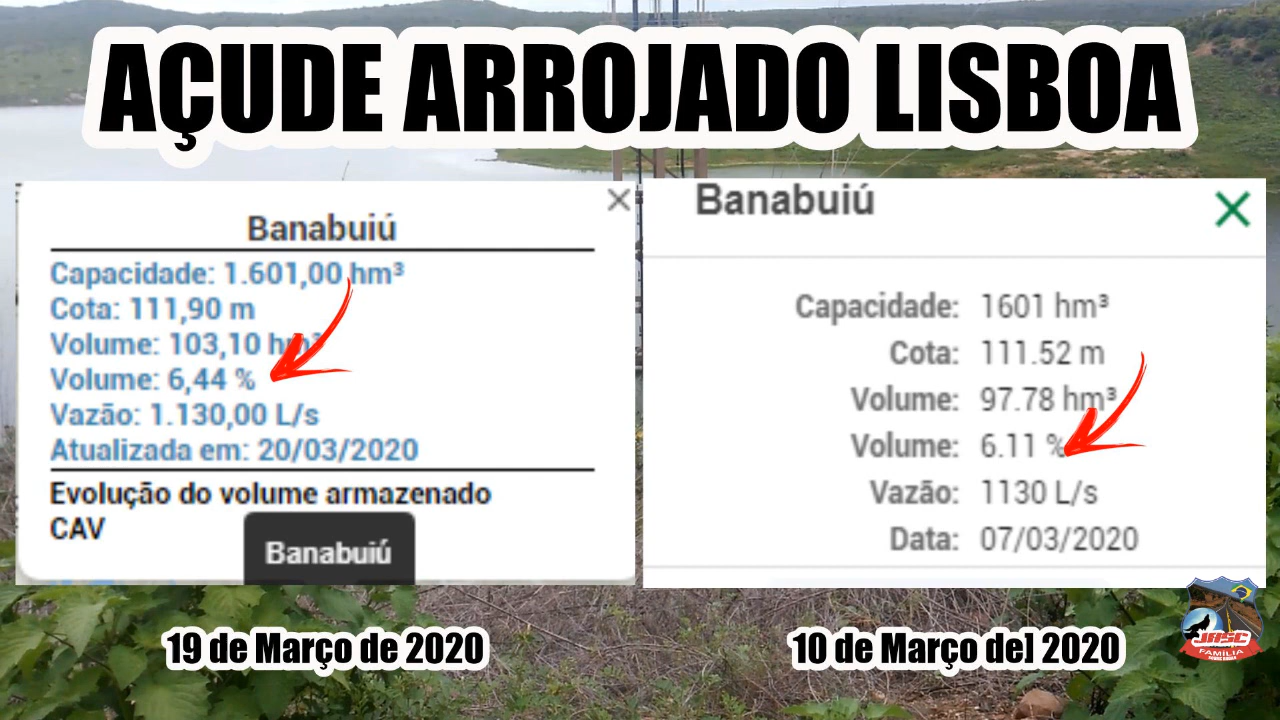 AÇUDE ARROJADO LISBOA
Banabuiú
Capacidade: 1.601,00 hm³
Cota: 111,90 m
Volume: 103,10 hm³
Volume: 6,44 %
Vazão: 1.130,00 L/s
Atualizada em: 20/03/2020
Evolução do volume armazenado
CAV
Banabuiú
19 de Março de 2020
Banabuiú
Capacidade: 1601 hm³
Cota: 111.52 m
Volume: 97.78 hm³
Volume: 6.11 %
Vazão: 1130 L/s
Data: 07/03/2020
10 de Março de] 2020
JASC
FAMÍLIA